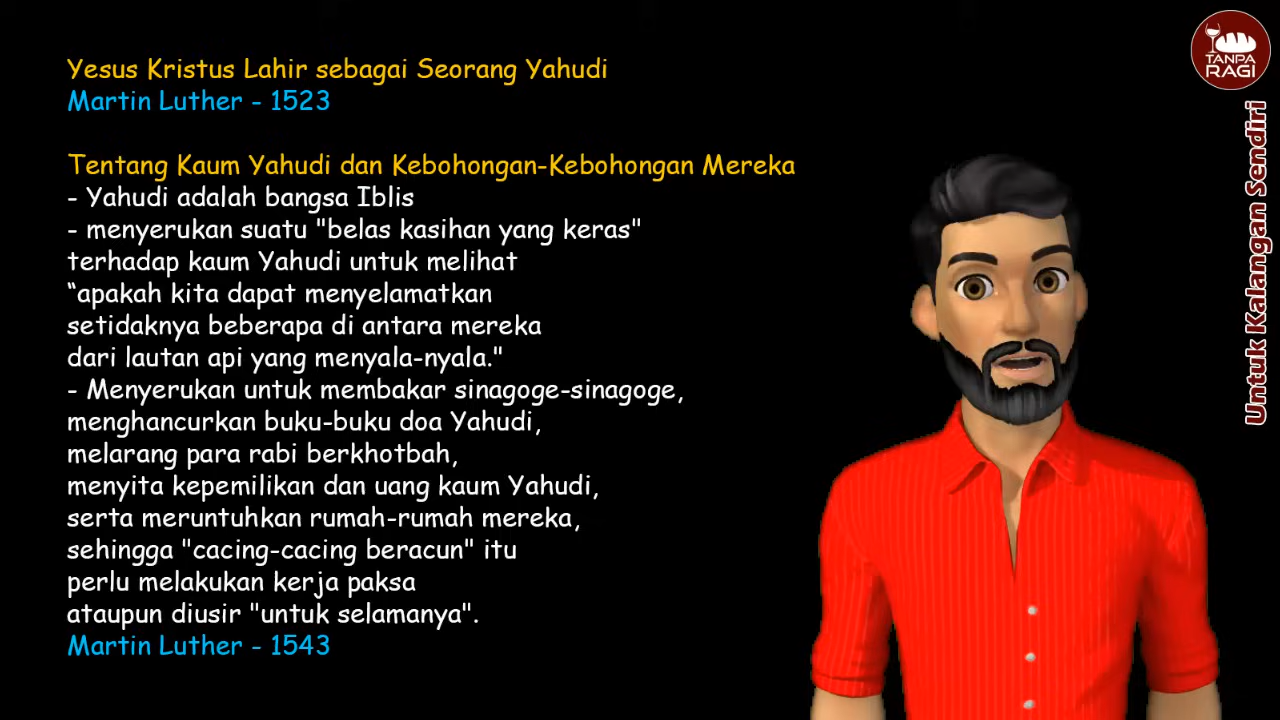 Yesus Kristus Lahir sebagai Seorang Yahudi
Martin Luther - 1523
Tentang Kaum Yahudi dan Kebohongan-Kebohongan Mereka
- Yahudi adalah bangsa Iblis
- menyerukan suatu "belas kasihan yang keras"
terhadap kaum Yahudi untuk melihat
“apakah kita dapat menyelamatkan
setidaknya beberapa di antara mereka
dari lautan api yang menyala-nyala."
- Menyerukan untuk membakar sinagoge-sinagoge,
menghancurkan buku-buku doa Yahudi,
melarang para rabi berkhotbah,
menyita kepemilikan dan uang kaum Yahudi,
serta meruntuhkan rumah-rumah mereka,
sehingga "cacing-cacing beracun" itu
perlu melakukan kerja paksa
ataupun diusir "untuk selamanya".
Martin Luther - 1543
TANPA
RAGI
Untuk Kalangan Sendiri